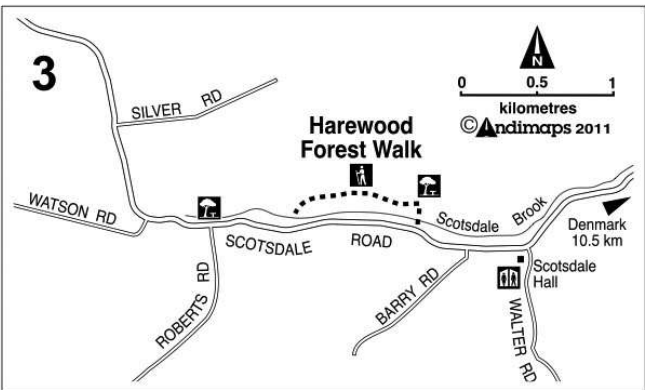 3
SILVER RD
WATSON RD
Harewood
Forest Walk
N
0 0.5 1
kilometres
© Andimaps 2011
Scotsdale Brook
Denmark
10.5 km
SCOTSDALE ROAD
ROBERTS RD
BARRY RD
Scotsdale
Hall
WALTER RD